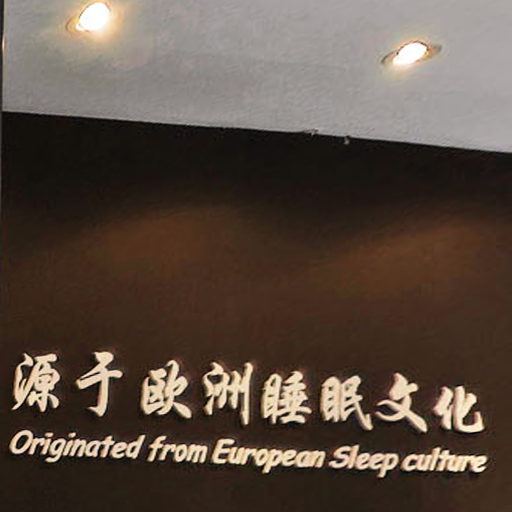 源于欧洲睡眠文化
Originated from European Sleep culture